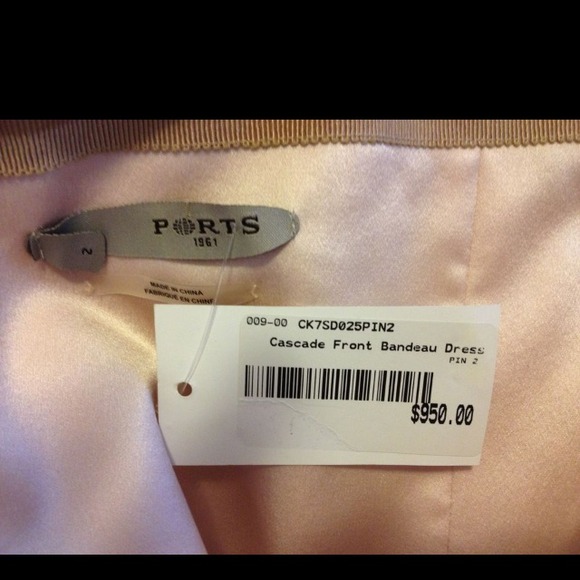 PORTS
1961
2
MADE IN CHINA
FABRIQUE EN CHINE
009-00 CK7SD025PIN2
Cascade Front Bandeau Dress
PIN 2
$950.00